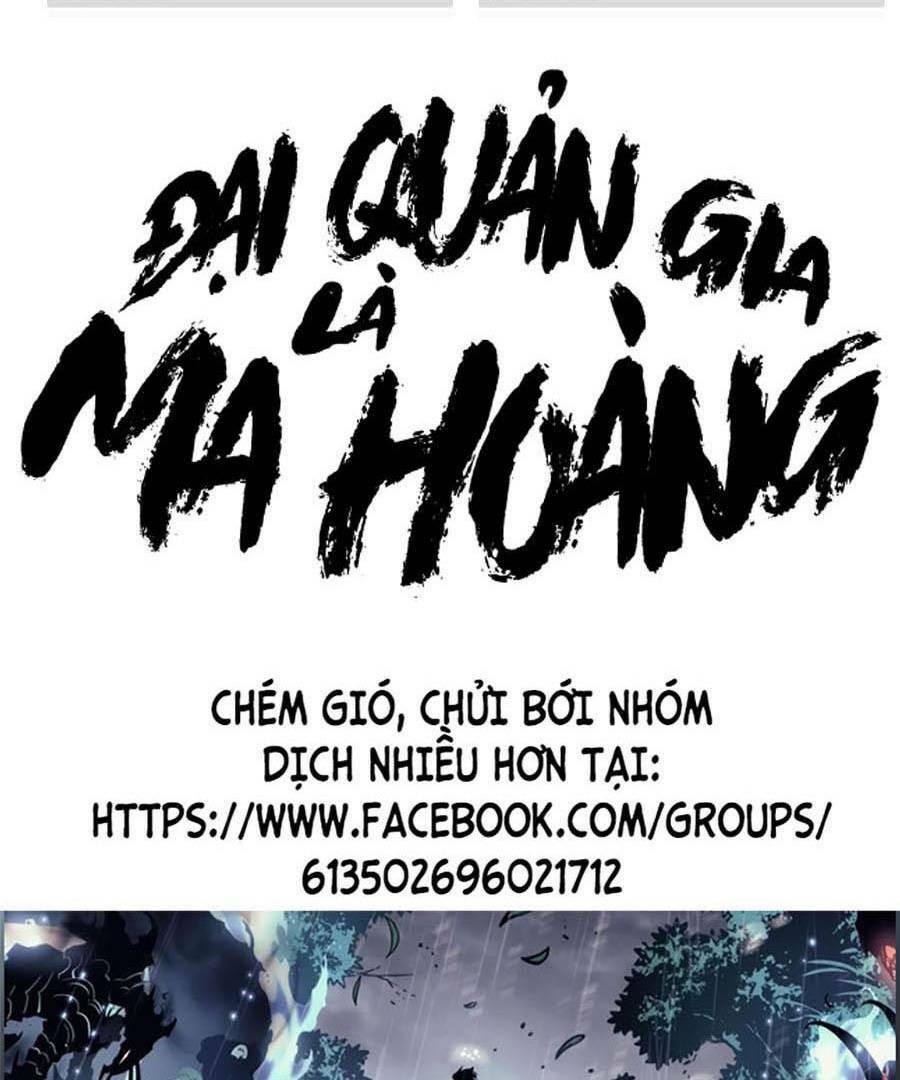 ĐẠI QUẢN GIA
LÀ
MA HOÀNG
CHÉM GIÓ, CHỬI BỚI NHÓM
DỊCH NHIỀU HƠN TẠI:
HTTPS://WWW.FACEBOOK.COM/GROUPS/
613502696021712